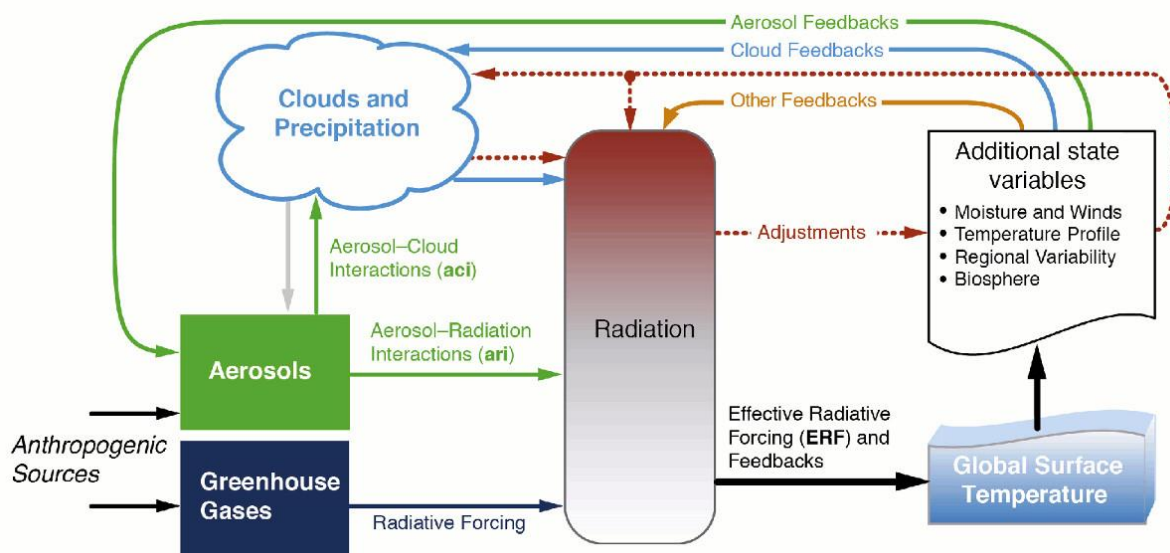 Aerosol Feedbacks
Cloud Feedbacks
Other Feedbacks
Clouds and
Precipitation
Additional state
variables
• Moisture and Winds
• Temperature Profile
• Regional Variability
• Biosphere
Adjustments
Aerosol–Cloud
Interactions (aci)
Radiation
Aerosol–Radiation
Interactions (ari)
Aerosols
Anthropogenic
Sources
Greenhouse
Gases
Radiative Forcing
Effective Radiative
Forcing (ERF) and
Feedbacks
Global Surface
Temperature